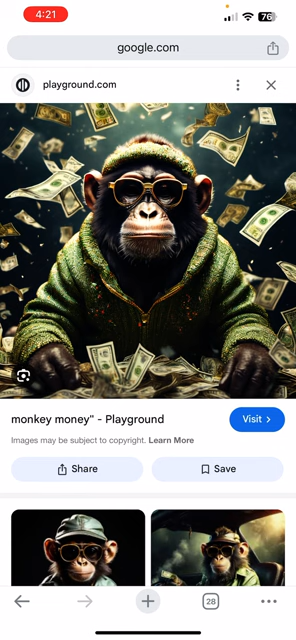 4:21
76
google.com
playground.com
monkey money" - Playground
Visit
Images may be subject to copyright. Learn More
Share
Save
28